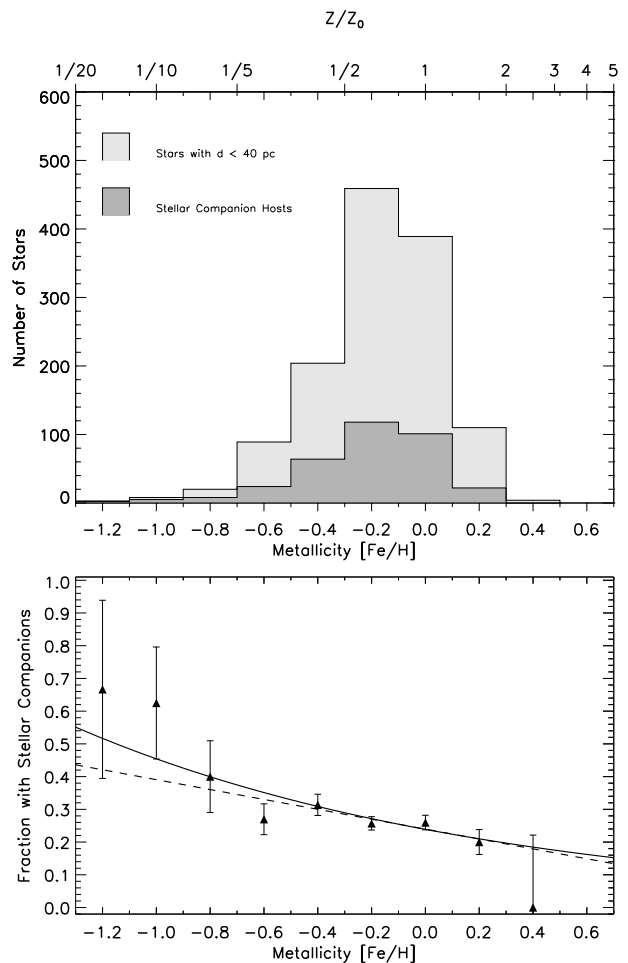 Z/Z₀
1/20 1/10 1/5 1/2 1 2 3 4 5
600
500
400
300
200
100
0
Number of Stars
Stars with d < 40 pc
Stellar Companion Hosts
−1.2 −1.0 −0.8 −0.6 −0.4 −0.2 0.0 0.2 0.4 0.6
Metallicity [Fe/H]
1.0
0.9
0.8
0.7
0.6
0.5
0.4
0.3
0.2
0.1
0.0
Fraction with Stellar Companions
−1.2 −1.0 −0.8 −0.6 −0.4 −0.2 0.0 0.2 0.4 0.6
Metallicity [Fe/H]